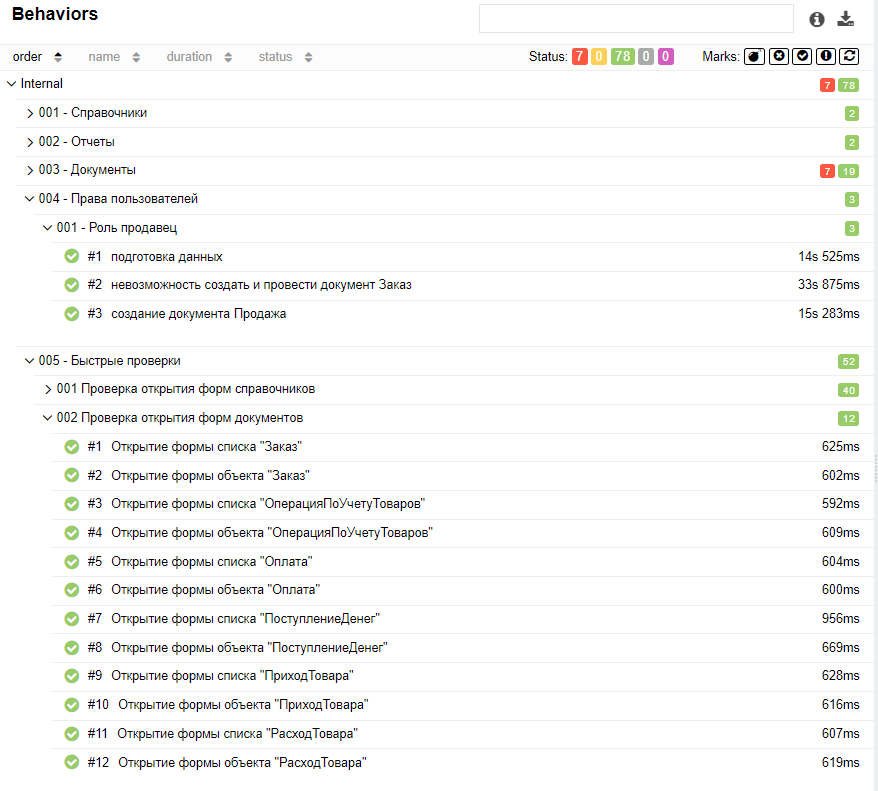 Behaviors
order name duration status Status: 7 0 78 0 0 Marks:
Internal 7 78
001 - Справочники 2
002 - Отчеты 2
003 - Документы 7 19
004 - Права пользователей 3
001 - Роль продавец 3
#1 подготовка данных 14s 525ms
#2 невозможность создать и провести документ Заказ 33s 875ms
#3 создание документа Продажа 15s 283ms
005 - Быстрые проверки 52
001 Проверка открытия форм справочников 40
002 Проверка открытия форм документов 12
#1 Открытие формы списка "Заказ" 625ms
#2 Открытие формы объекта "Заказ" 602ms
#3 Открытие формы списка "ОперацияПоУчетуТоваров" 592ms
#4 Открытие формы объекта "ОперацияПоУчетуТоваров" 609ms
#5 Открытие формы списка "Оплата" 604ms
#6 Открытие формы объекта "Оплата" 600ms
#7 Открытие формы списка "ПоступлениеДенег" 956ms
#8 Открытие формы объекта "ПоступлениеДенег" 669ms
#9 Открытие формы списка "ПриходТовара" 628ms
#10 Открытие формы объекта "ПриходТовара" 616ms
#11 Открытие формы списка "РасходТовара" 607ms
#12 Открытие формы объекта "РасходТовара" 619ms